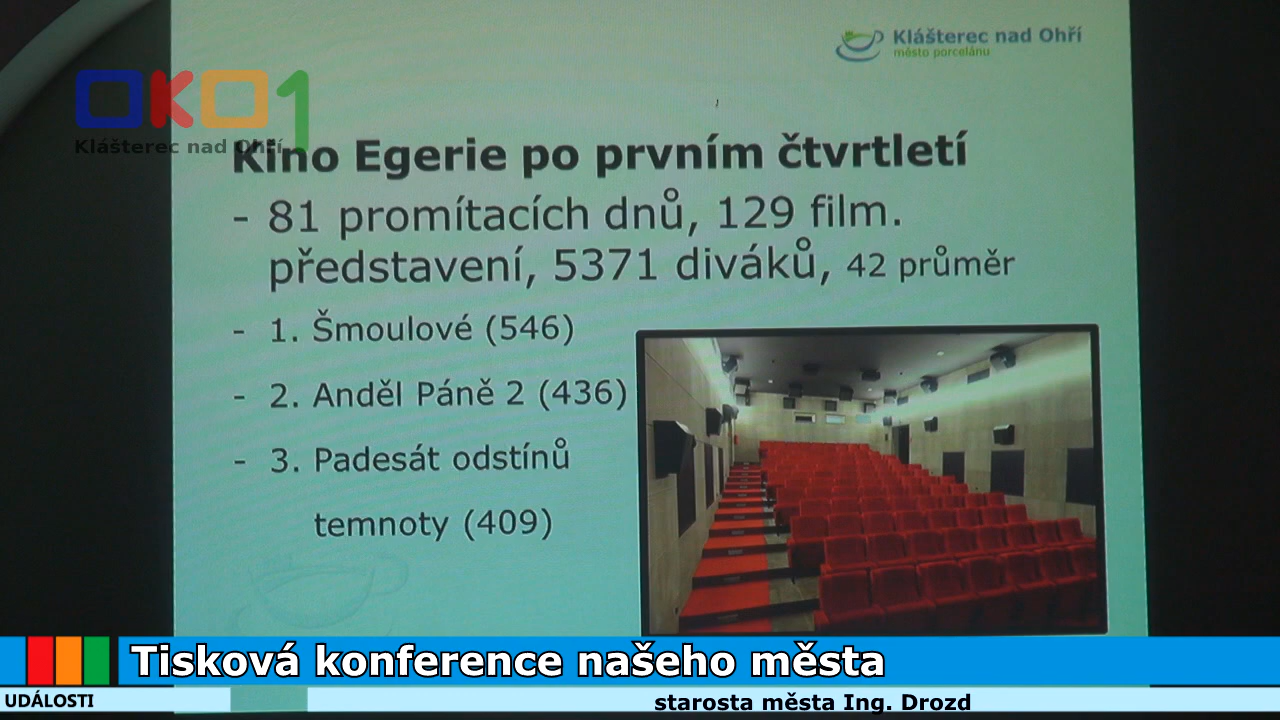 Klášterec nad Ohří
město porcelánu
OKO1
Klášterec nad Ohří
Kino Egerie po prvním čtvrtletí
- 81 promítacích dnů, 129 film.
představení, 5371 diváků, 42 průměr
- 1. Šmoulové (546)
- 2. Anděl Páně 2 (436)
- 3. Padesát odstínů
temnoty (409)
Tisková konference našeho města
UDÁLOSTI
starosta města Ing. Drozd